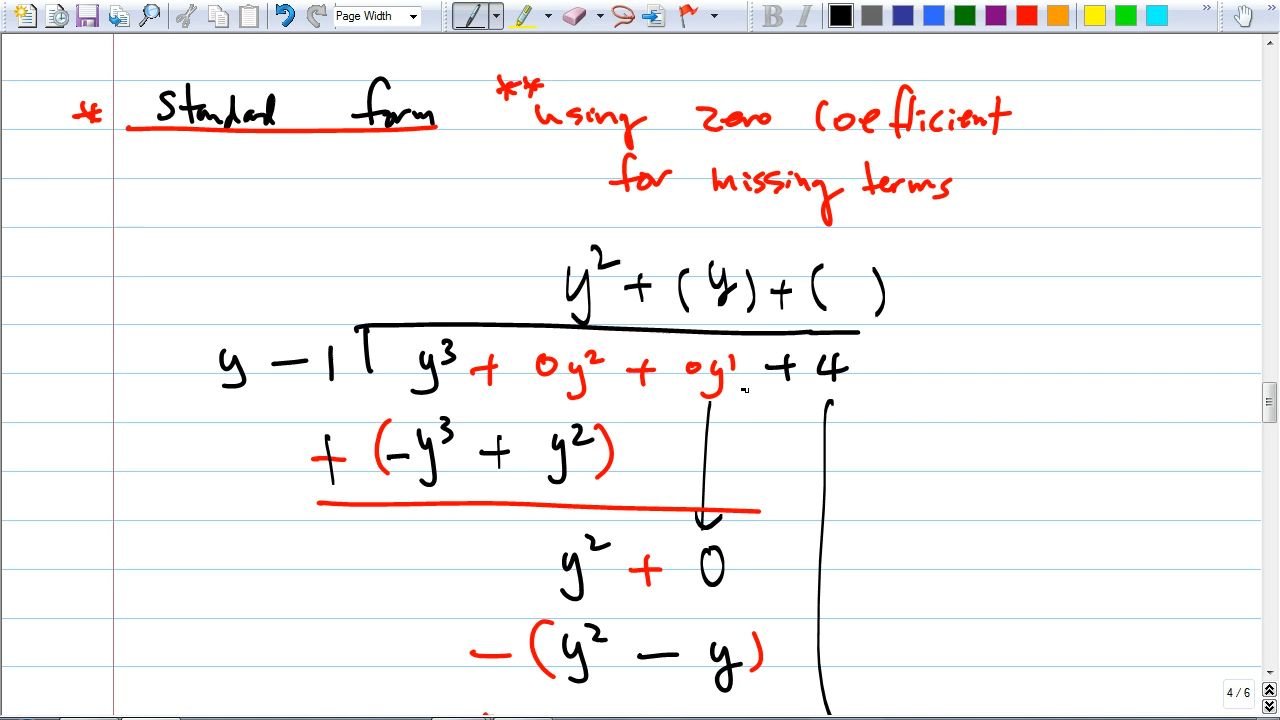 Page Width
* Standard form ** using zero coefficient
for missing terms
y² + (y) + ( )
y - 1 y³ + 0y² + 0y¹ + 4
+ (-y³ + y²)
y² + 0
- (y² - y)
4 / 6